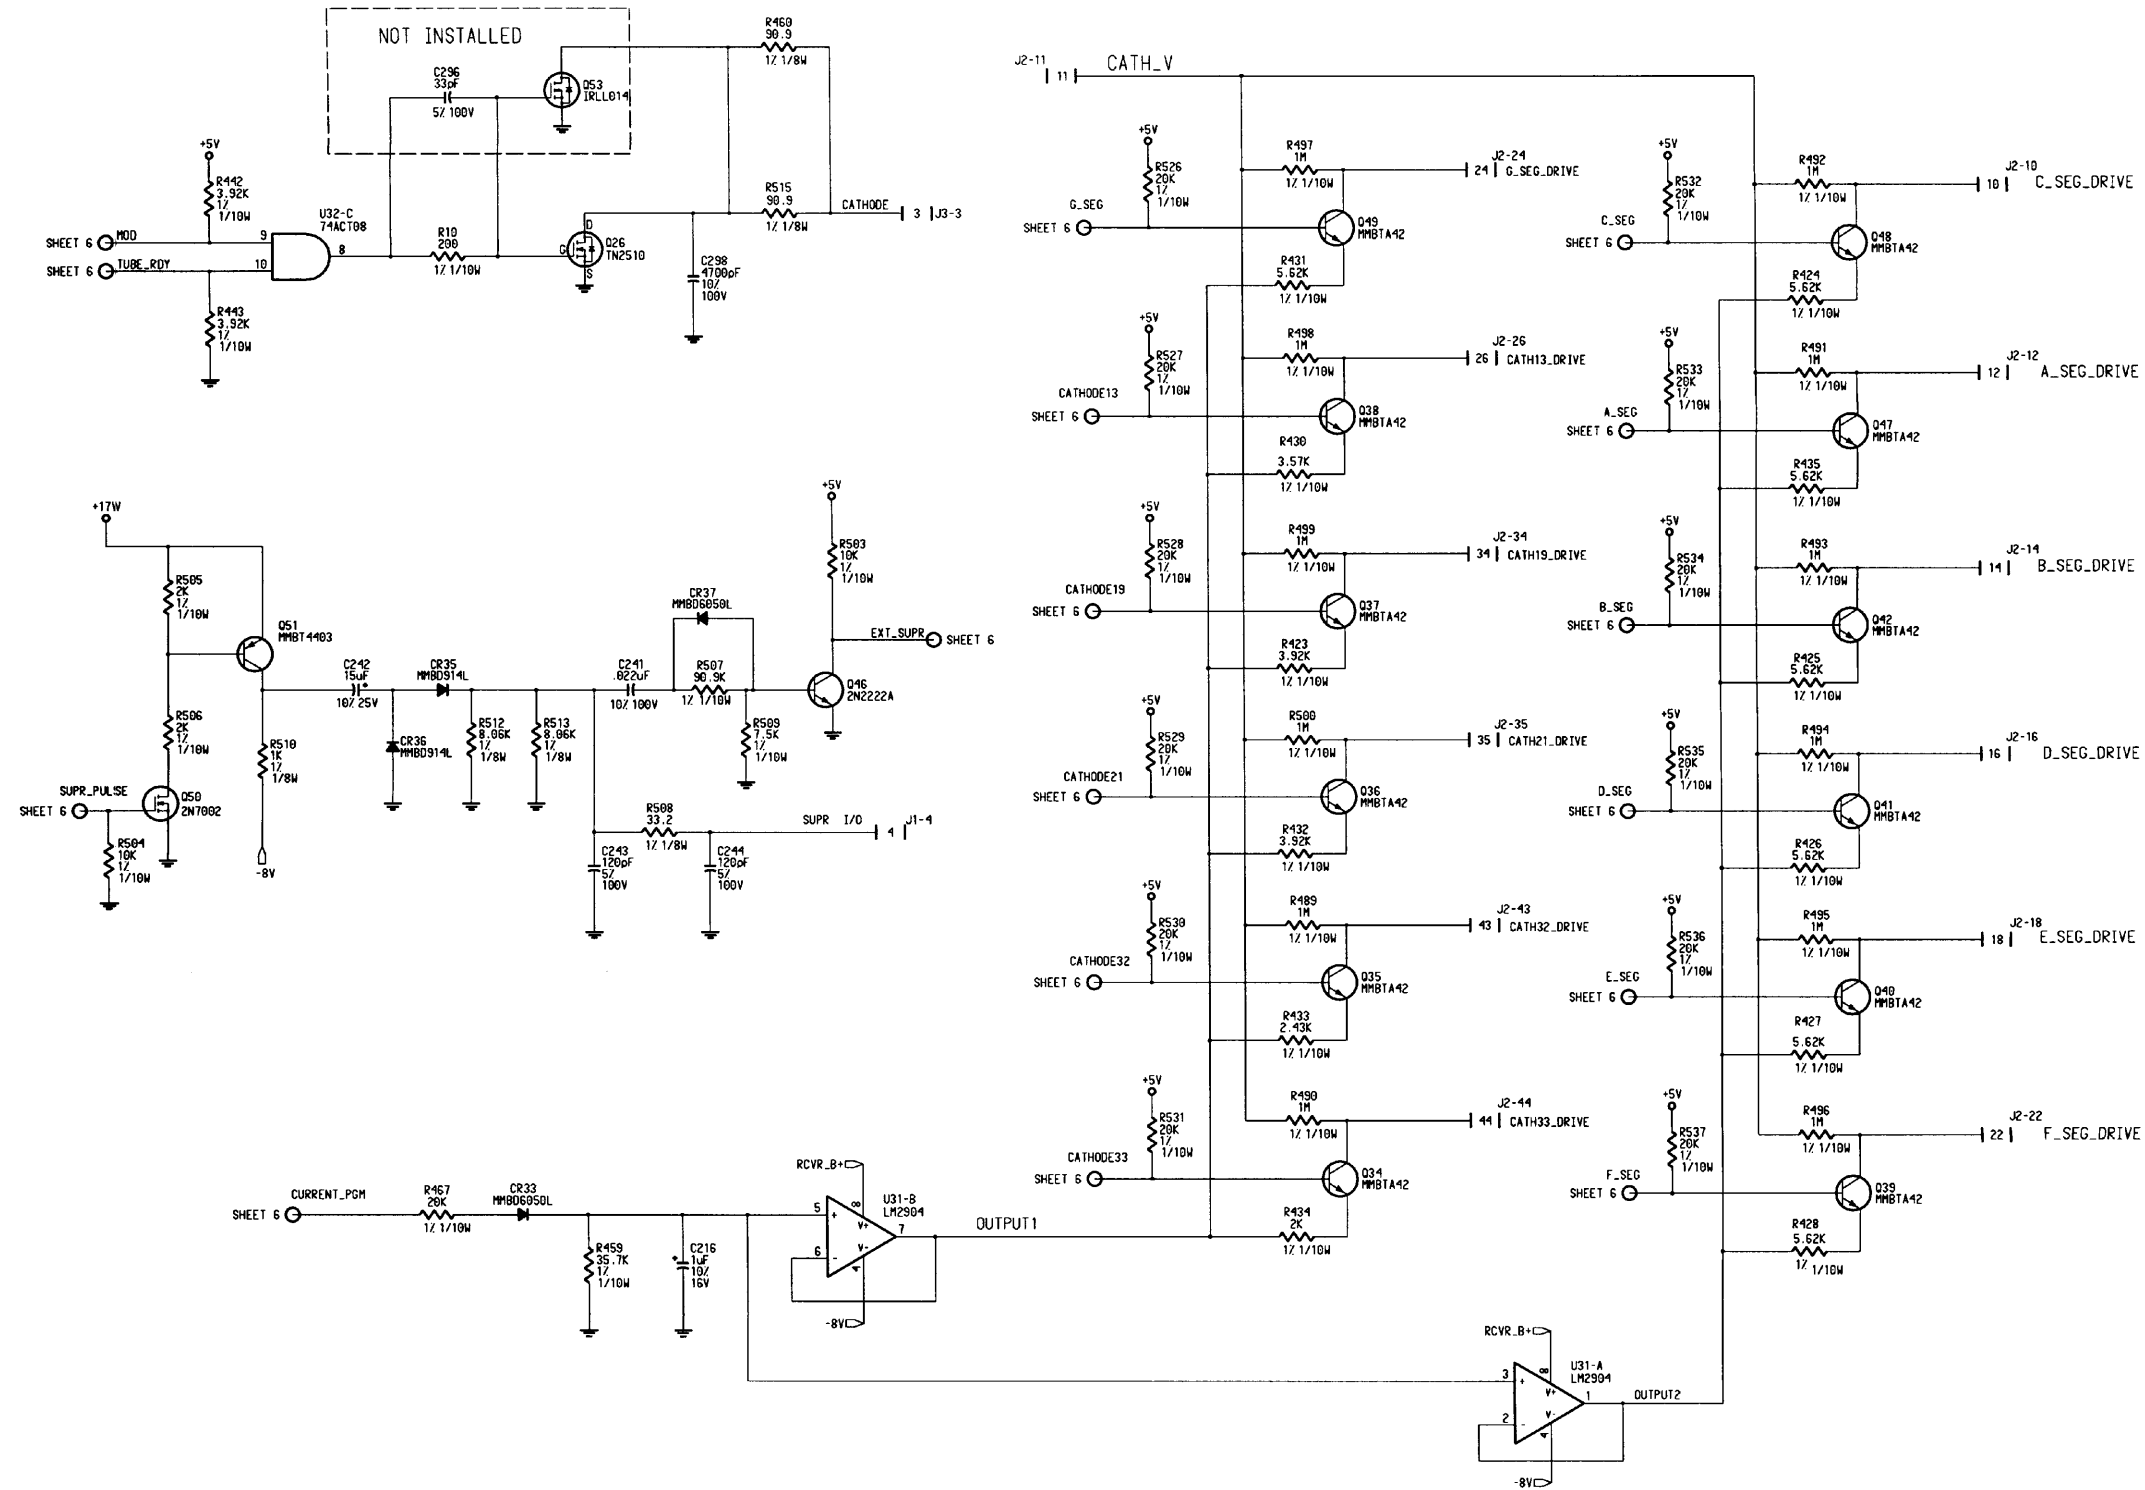 NOT INSTALLED
C296
33pF
5% 100V
Q53
IRLL014
R460
90.9
1% 1/8W
+5V
R442
3.92K
1%
1/10W
U32-C
74ACT08
SHEET 6 MOD
9
SHEET 6 TUBE_RDY
10
8
R10
200
1% 1/10W
D
G
S
Q26
TN2510
R515
90.9
1% 1/8W
CATHODE
3 J3-3
C298
4700pF
10%
100V
R443
3.92K
1%
1/10W
+17W
R505
2K
1%
1/10W
Q51
MMBT4403
R506
2K
1%
1/10W
SUPR_PULSE
SHEET 6
Q50
2N7002
R504
10K
1%
1/10W
R510
1K
1%
1/8W
-8V
C242
15uF
10% 25V
CR35
MMBD914L
CR36
MMBD914L
R512
8.06K
1%
1/8W
R513
8.06K
1%
1/8W
C241
.022uF
10% 100V
CR37
MMBD6050L
R507
90.9K
1% 1/10W
R509
7.5K
1%
1/10W
+5V
R503
10K
1%
1/10W
EXT_SUPR SHEET 6
Q46
2N2222A
C243
120pF
5%
100V
R508
33.2
1% 1/8W
C244
120pF
5%
100V
SUPR I/O
4 J1-4
CURRENT_PGM
SHEET 6
R467
20K
1% 1/10W
CR33
MMBD6050L
R459
35.7K
1%
1/10W
C216
1uF
10%
16V
RCVR_B+
8
V+
5
+
6
-
V-
4
7
U31-B
LM2904
-8V
OUTPUT1
J2-11
11
CATH_V
+5V
R526
20K
1%
1/10W
G_SEG
SHEET 6
R497
1M
1% 1/10W
J2-24
24 G_SEG_DRIVE
Q49
MMBTA42
R431
5.62K
1% 1/10W
+5V
R527
20K
1%
1/10W
CATHODE13
SHEET 6
R498
1M
1% 1/10W
J2-26
26 CATH13_DRIVE
Q38
MMBTA42
R430
3.57K
1% 1/10W
+5V
R528
20K
1%
1/10W
CATHODE19
SHEET 6
R499
1M
1% 1/10W
J2-34
34 CATH19_DRIVE
Q37
MMBTA42
R423
3.92K
1% 1/10W
+5V
R529
20K
1%
1/10W
CATHODE21
SHEET 6
R500
1M
1% 1/10W
J2-35
35 CATH21_DRIVE
Q36
MMBTA42
R432
3.92K
1% 1/10W
+5V
R530
20K
1%
1/10W
CATHODE32
SHEET 6
R489
1M
1% 1/10W
J2-43
43 CATH32_DRIVE
Q35
MMBTA42
R433
2.43K
1% 1/10W
+5V
R531
20K
1%
1/10W
CATHODE33
SHEET 6
R490
1M
1% 1/10W
J2-44
44 CATH33_DRIVE
Q34
MMBTA42
R434
2K
1% 1/10W
+5V
R532
20K
1%
1/10W
C_SEG
SHEET 6
R492
1M
1% 1/10W
J2-10
10 C_SEG_DRIVE
Q48
MMBTA42
R424
5.62K
1% 1/10W
+5V
R533
20K
1%
1/10W
A_SEG
SHEET 6
R491
1M
1% 1/10W
J2-12
12 A_SEG_DRIVE
Q47
MMBTA42
R435
5.62K
1% 1/10W
+5V
R534
20K
1%
1/10W
B_SEG
SHEET 6
R493
1M
1% 1/10W
J2-14
14 B_SEG_DRIVE
Q42
MMBTA42
R425
5.62K
1% 1/10W
+5V
R535
20K
1%
1/10W
D_SEG
SHEET 6
R494
1M
1% 1/10W
J2-16
16 D_SEG_DRIVE
Q41
MMBTA42
R426
5.62K
1% 1/10W
+5V
R536
20K
1%
1/10W
E_SEG
SHEET 6
R495
1M
1% 1/10W
J2-18
18 E_SEG_DRIVE
Q40
MMBTA42
R427
5.62K
1% 1/10W
+5V
R537
20K
1%
1/10W
F_SEG
SHEET 6
R496
1M
1% 1/10W
J2-22
22 F_SEG_DRIVE
Q39
MMBTA42
R428
5.62K
1% 1/10W
RCVR_B+
8
V+
3
+
2
-
V-
4
1
U31-A
LM2904
-8V
OUTPUT2